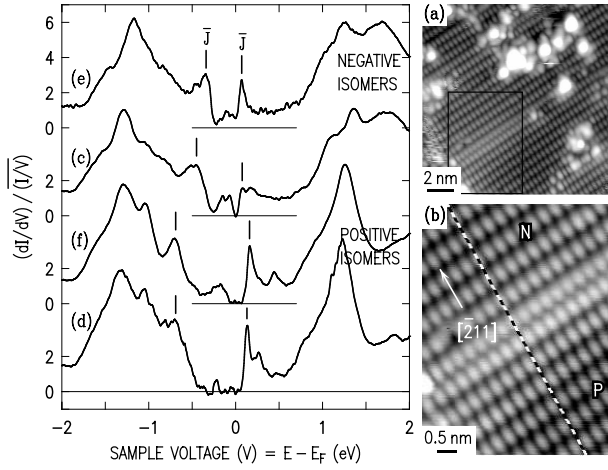 (dI/dV) / (I/V)
6
4
2
0
2
0
2
0
2
0
(e)
(c)
(f)
(d)
J̅
J̅
NEGATIVE
ISOMERS
POSITIVE
ISOMERS
−2
−1
0
1
2
SAMPLE VOLTAGE (V) = E − E_F (eV)
(a)
2 nm
(b)
N
[2̅11]
P
0.5 nm